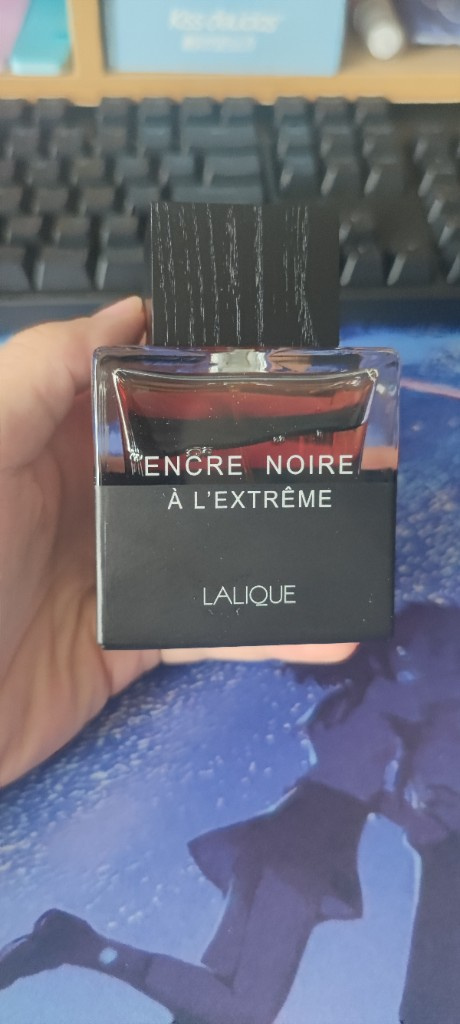 ENCRE NOIRE
À L'EXTRÊME
LALIQUE